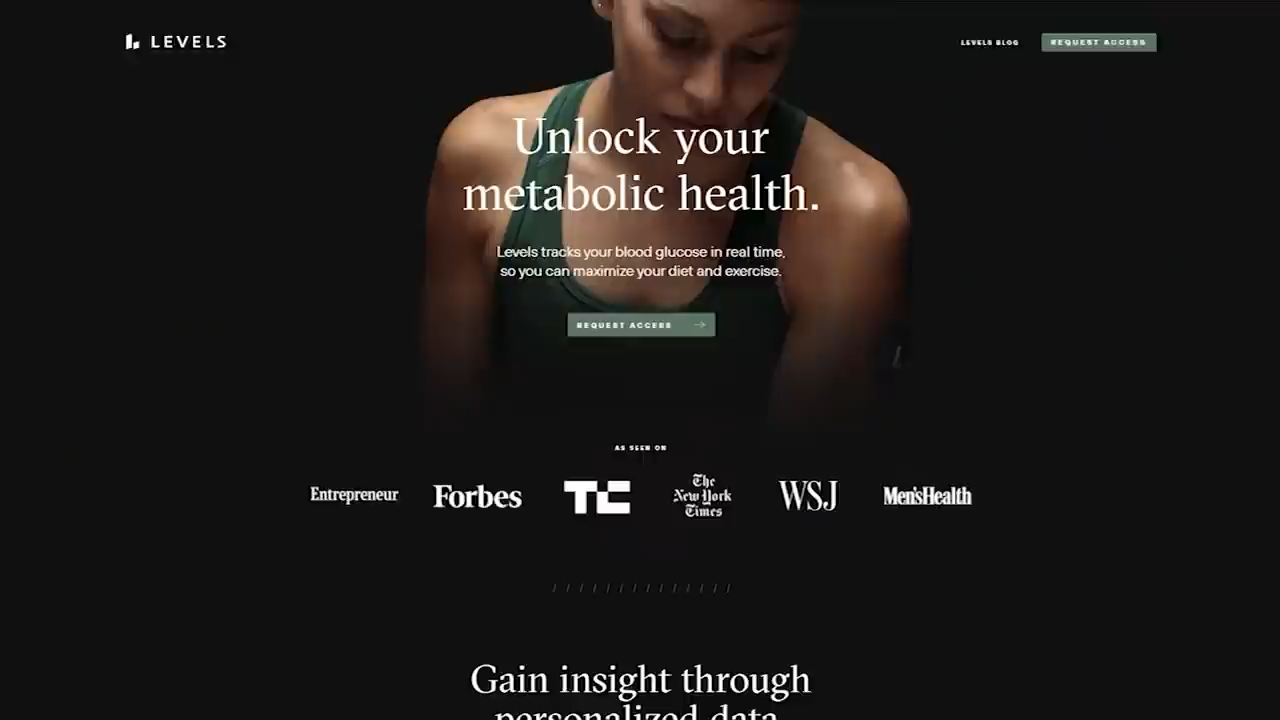 LEVELS
LEVELS BLOG
REQUEST ACCESS
Unlock your
metabolic health.
Levels tracks your blood glucose in real time,
so you can maximize your diet and exercise.
REQUEST ACCESS
AS SEEN ON
Entrepreneur
Forbes
TC
The
New York
Times
WSJ
Men'sHealth
Gain insight through
personalized data